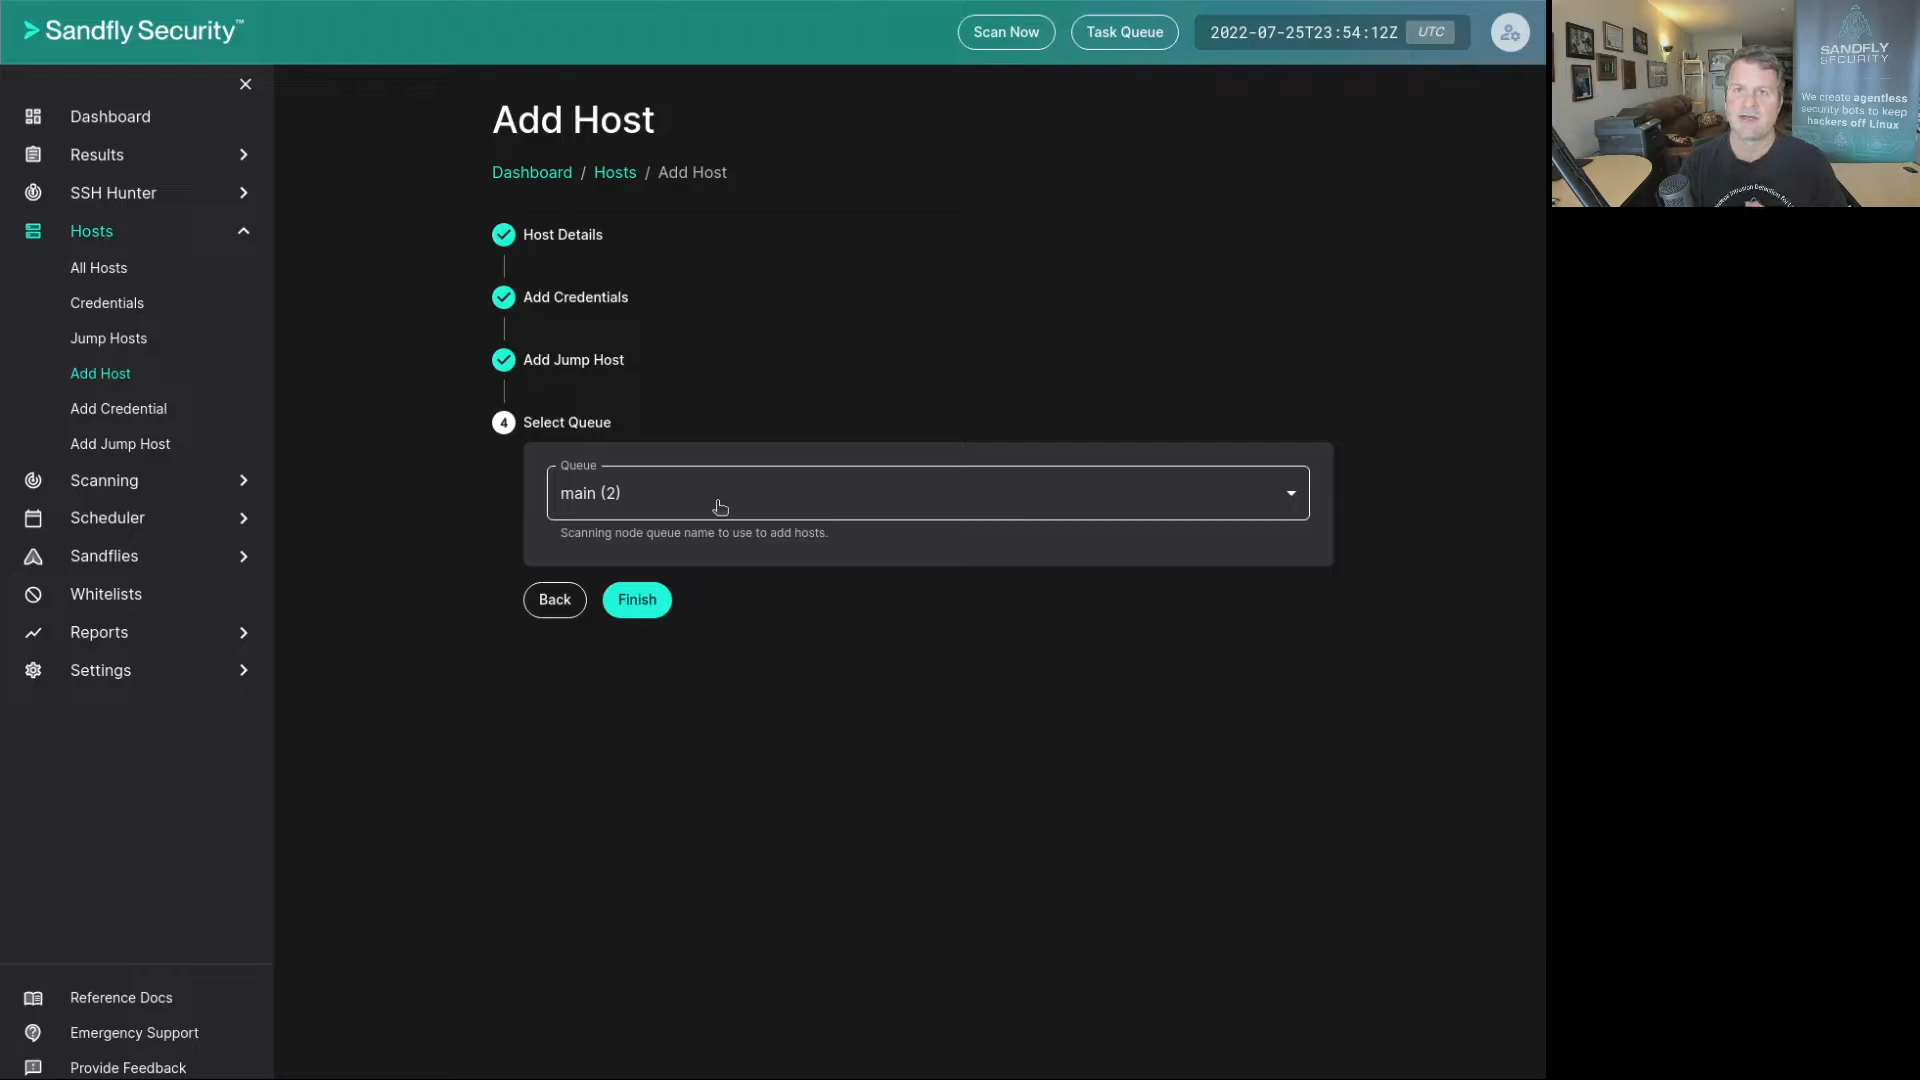 Sandfly Security™
Scan Now
Task Queue
2022-07-25T23:54:12Z UTC
Dashboard
Results
SSH Hunter
Hosts
All Hosts
Credentials
Jump Hosts
Add Host
Add Credential
Add Jump Host
Scanning
Scheduler
Sandflies
Whitelists
Reports
Settings
Reference Docs
Emergency Support
Provide Feedback
Add Host
Dashboard / Hosts / Add Host
Host Details
Add Credentials
Add Jump Host
4 Select Queue
Queue
main (2)
Scanning node queue name to use to add hosts.
Back
Finish
SANDFLY
SECURITY
We create agentless
security bots to keep
hackers off Linux
Intrusion Detection for